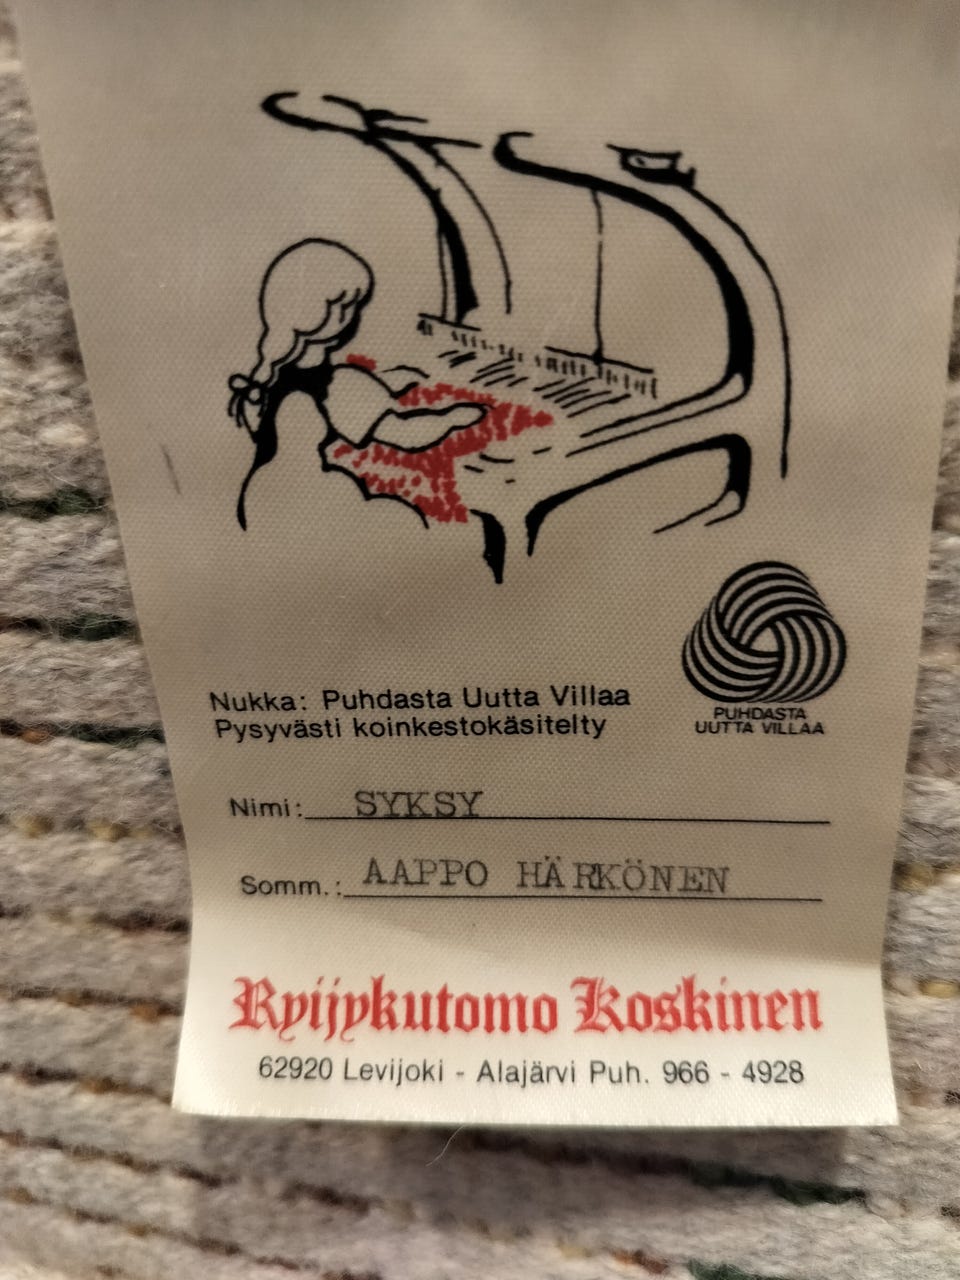 Nukka: Puhdasta Uutta Villaa
Pysyvästi koinkestokäsitelty
PUHDASTA
UUTTA VILLAA
Nimi: SYKSY
Somm.: AAPPO HÄRKÖNEN
Ryijykutomo Koskinen
62920 Levijoki - Alajärvi Puh. 966 - 4928